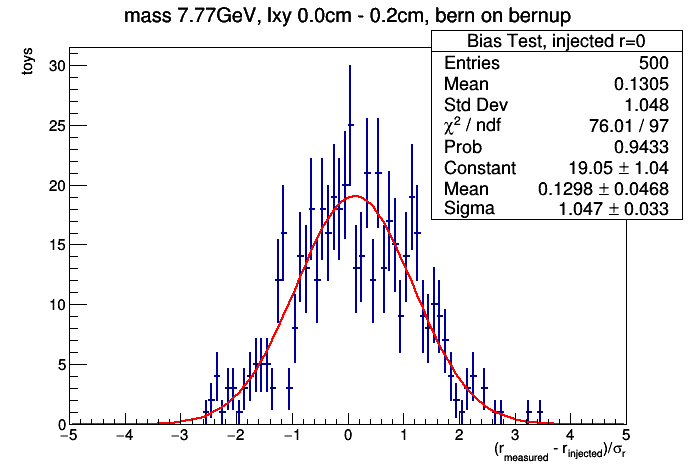 mass 7.77GeV, lxy 0.0cm - 0.2cm, bern on bernup
Bias Test, injected r=0
Entries 500
Mean 0.1305
Std Dev 1.048
χ² / ndf 76.01 / 97
Prob 0.9433
Constant 19.05 ± 1.04
Mean 0.1298 ± 0.0468
Sigma 1.047 ± 0.033
toys
30
25
20
15
10
5
0
−5 −4 −3 −2 −1 0 1 2 3 4 5
(r_measured - r_injected)/σ_r